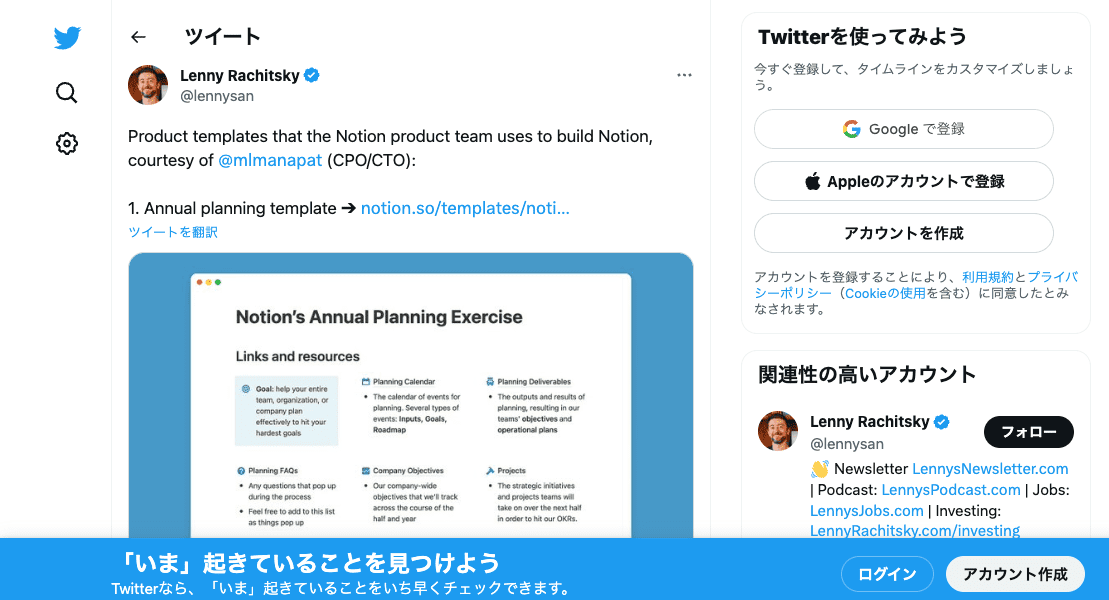 ツイート
Lenny Rachitsky
@lennysan
Product templates that the Notion product team uses to build Notion,
courtesy of @mlmanapat (CPO/CTO):
1. Annual planning template ➔ notion.so/templates/noti…
ツイートを翻訳
Notion's Annual Planning Exercise
Links and resources
Goal: help your entire
team, organization, or
company plan
effectively to hit your
hardest goals
Planning Calendar
• The calendar of events for
planning. Several types of
events: Inputs, Goals,
Roadmap
Planning Deliverables
• The outputs and results of
planning, resulting in our
teams' objectives and
operational plans
Planning FAQs
• Any questions that pop up
during the process
• Feel free to add to this list
as things pop up
Company Objectives
• Our company-wide
objectives that we'll track
across the course of the
half and year
Projects
• The strategic initiatives
and projects teams will
take on over the next half
in order to hit our OKRs.
Twitterを使ってみよう
今すぐ登録して、タイムラインをカスタマイズしましょ
う。
Google で登録
Appleのアカウントで登録
アカウントを作成
アカウントを登録することにより、利用規約とプライバ
シーポリシー（Cookieの使用を含む）に同意したとみ
なされます。
関連性の高いアカウント
Lenny Rachitsky
@lennysan
フォロー
👋 Newsletter LennysNewsletter.com
| Podcast: LennysPodcast.com | Jobs:
LennysJobs.com | Investing:
LennyRachitsky.com/investing
「いま」起きていることを見つけよう
Twitterなら、「いま」起きていることをいち早くチェックできます。
ログイン
アカウント作成